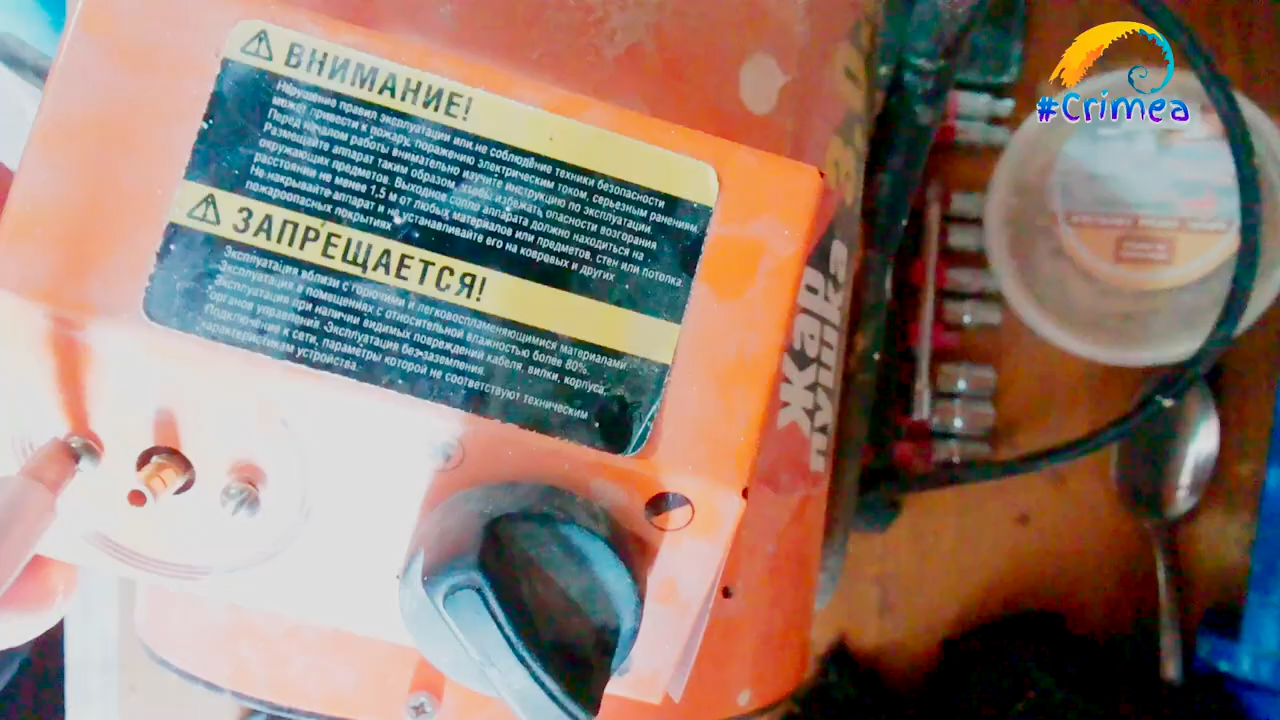 ВНИМАНИЕ!
Нарушение правил эксплуатации или не соблюдение техники безопасности
может привести к пожару, поражению электрическим током, серьезным ранениям.
Перед началом работы внимательно изучите инструкцию по эксплуатации.
Размещайте аппарат таким образом, чтобы избежать опасности возгорания
окружающих предметов. Выходное сопло аппарата должно находиться на
расстоянии не менее 1,5 м от любых материалов или предметов, стен или потолка.
Не накрывайте аппарат и не устанавливайте его на ковровых и других
пожароопасных покрытиях
ЗАПРЕЩАЕТСЯ!
Эксплуатация вблизи с горючими и легковоспламеняющимися материалами.
Эксплуатация в помещениях с относительной влажностью более 80%.
Эксплуатация при наличии видимых повреждений кабеля, вилки, корпуса,
органов управления. Эксплуатация без заземления.
Подключение к сети, параметры которой не соответствуют техническим
характеристикам устройства.
Жар
пушка
#Crimea